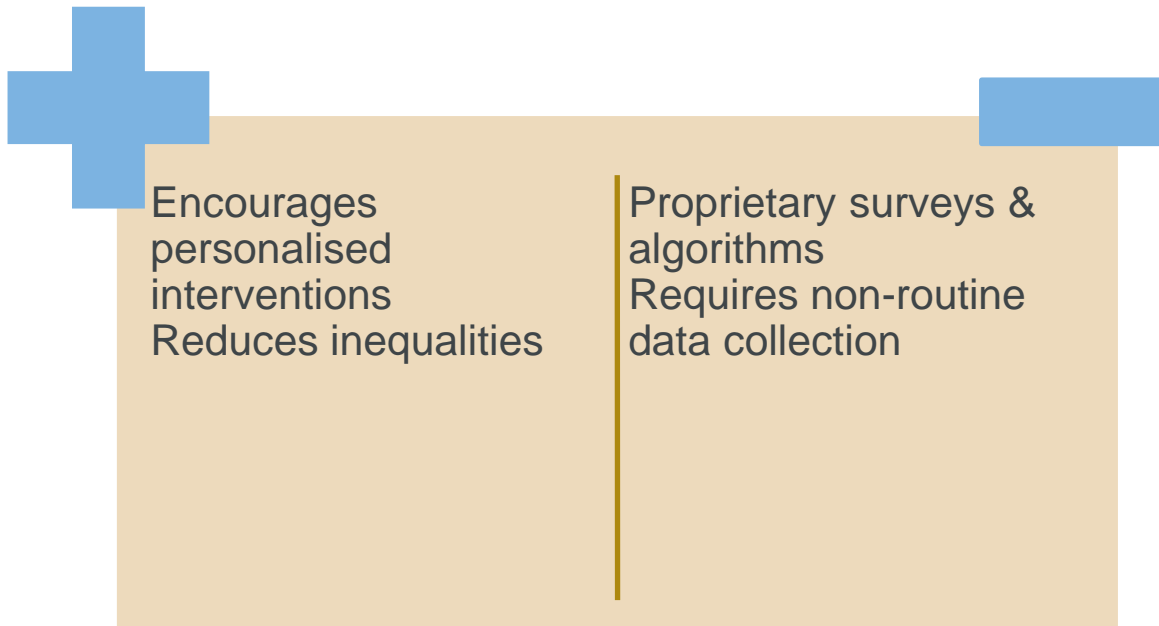 Encourages
personalised
interventions
Reduces inequalities
Proprietary surveys &
algorithms
Requires non-routine
data collection